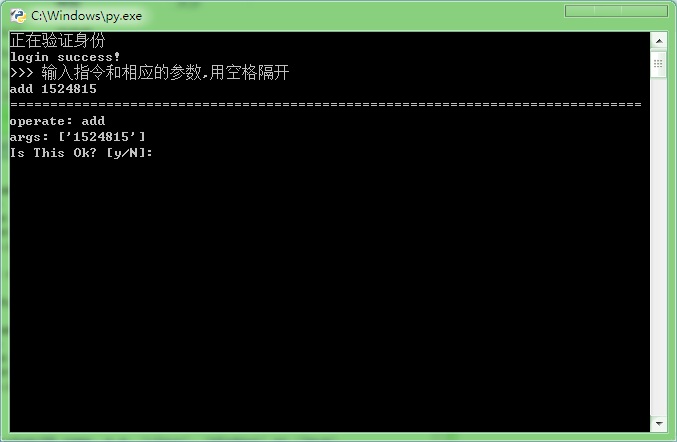 C:\Windows\py.exe
正在验证身份
login success!
>>> 输入指令和相应的参数,用空格隔开
add 1524815
===============================================================================
operate: add
args: ['1524815']
Is This Ok? [y/N]: